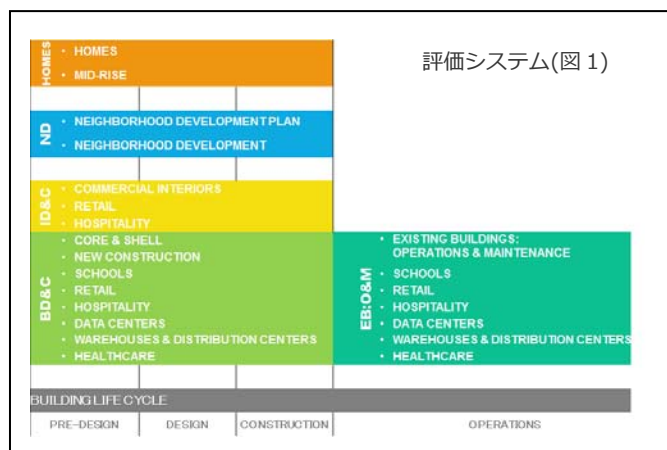 評価システム(図1)
HOMES
• HOMES
• MID-RISE
ND
• NEIGHBORHOOD DEVELOPMENT PLAN
• NEIGHBORHOOD DEVELOPMENT
ID&C
• COMMERCIAL INTERIORS
• RETAIL
• HOSPITALITY
BD&C
• CORE & SHELL
• NEW CONSTRUCTION
• SCHOOLS
• RETAIL
• HOSPITALITY
• DATA CENTERS
• WAREHOUSES & DISTRIBUTION CENTERS
• HEALTHCARE
EB:O&M
• EXISTING BUILDINGS:
OPERATIONS & MAINTENANCE
• SCHOOLS
• RETAIL
• HOSPITALITY
• DATA CENTERS
• WAREHOUSES & DISTRIBUTION CENTERS
• HEALTHCARE
BUILDING LIFE CYCLE
PRE-DESIGN
DESIGN
CONSTRUCTION
OPERATIONS